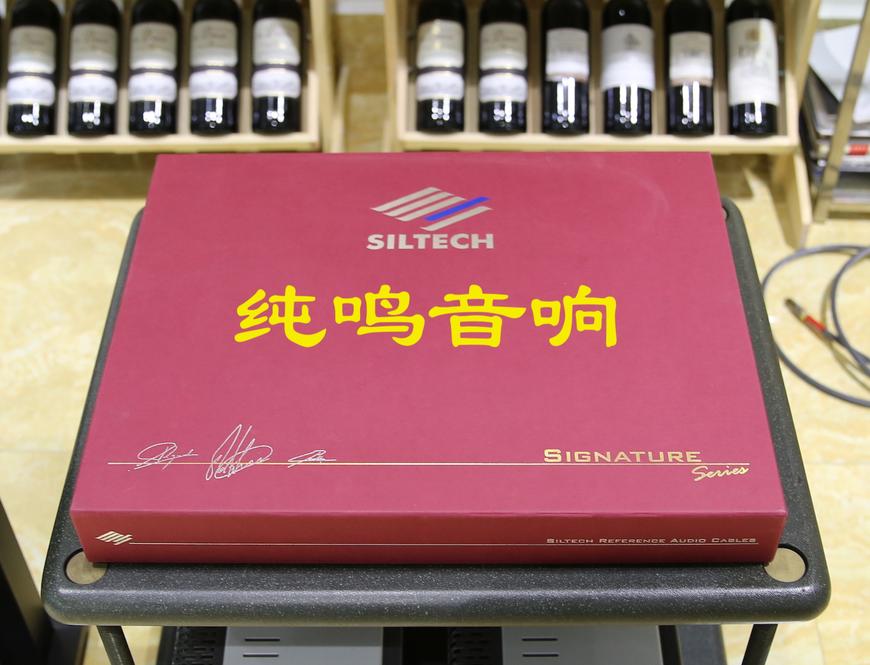 SILTECH
纯鸣音响
SIGNATURE
Series
SILTECH REFERENCE AUDIO CABLES